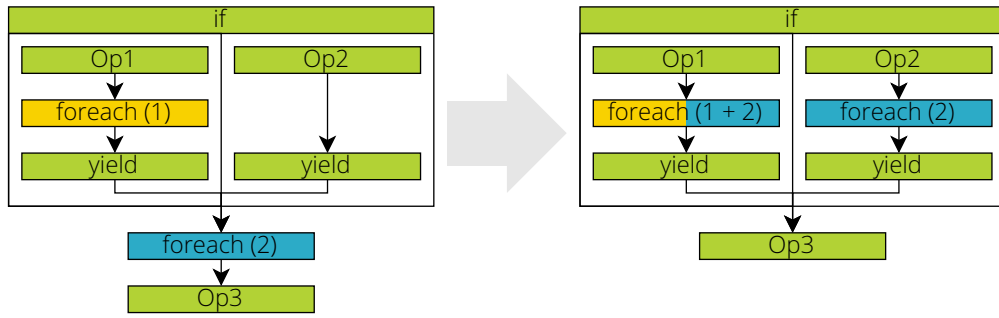 if
Op1
Op2
foreach (1)
yield
yield
foreach (2)
Op3
if
Op1
Op2
foreach (1 + 2)
foreach (2)
yield
yield
Op3